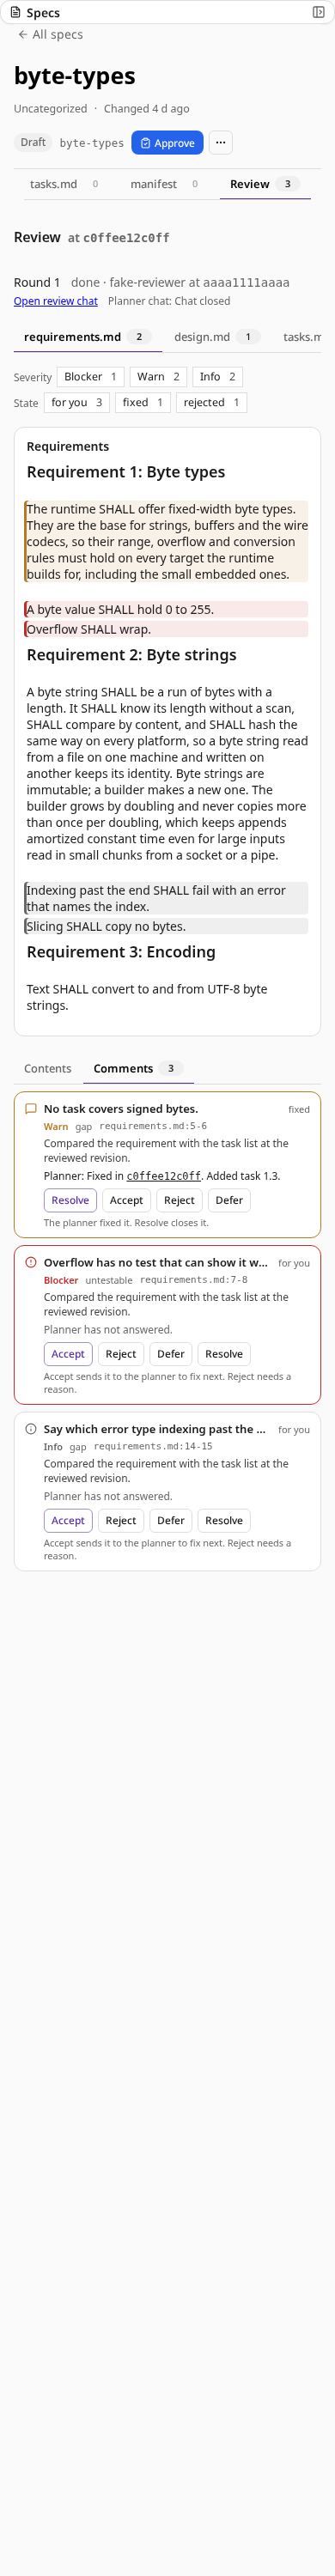 Specs
All specs
byte-types
Uncategorized · Changed 4 d ago
Draft byte-types Approve
tasks.md 0 manifest 0 Review 3
Review at c0ffee12c0ff
Round 1 done · fake-reviewer at aaaa1111aaaa
Open review chat Planner chat: Chat closed
requirements.md 2 design.md 1 tasks.m
Severity Blocker 1 Warn 2 Info 2
State for you 3 fixed 1 rejected 1
Requirements
Requirement 1: Byte types
The runtime SHALL offer fixed-width byte types.
They are the base for strings, buffers and the wire
codecs, so their range, overflow and conversion
rules must hold on every target the runtime
builds for, including the small embedded ones.
A byte value SHALL hold 0 to 255.
Overflow SHALL wrap.
Requirement 2: Byte strings
A byte string SHALL be a run of bytes with a
length. It SHALL know its length without a scan,
SHALL compare by content, and SHALL hash the
same way on every platform, so a byte string read
from a file on one machine and written on
another keeps its identity. Byte strings are
immutable; a builder makes a new one. The
builder grows by doubling and never copies more
than once per doubling, which keeps appends
amortized constant time even for large inputs
read in small chunks from a socket or a pipe.
Indexing past the end SHALL fail with an error
that names the index.
Slicing SHALL copy no bytes.
Requirement 3: Encoding
Text SHALL convert to and from UTF-8 byte
strings.
Contents Comments 3
No task covers signed bytes. fixed
Warn gap requirements.md:5-6
Compared the requirement with the task list at the
reviewed revision.
Planner: Fixed in c0ffee12c0ff. Added task 1.3.
Resolve Accept Reject Defer
The planner fixed it. Resolve closes it.
Overflow has no test that can show it w... for you
Blocker untestable requirements.md:7-8
Compared the requirement with the task list at the
reviewed revision.
Planner has not answered.
Accept Reject Defer Resolve
Accept sends it to the planner to fix next. Reject needs a
reason.
Say which error type indexing past the ... for you
Info gap requirements.md:14-15
Compared the requirement with the task list at the
reviewed revision.
Planner has not answered.
Accept Reject Defer Resolve
Accept sends it to the planner to fix next. Reject needs a
reason.